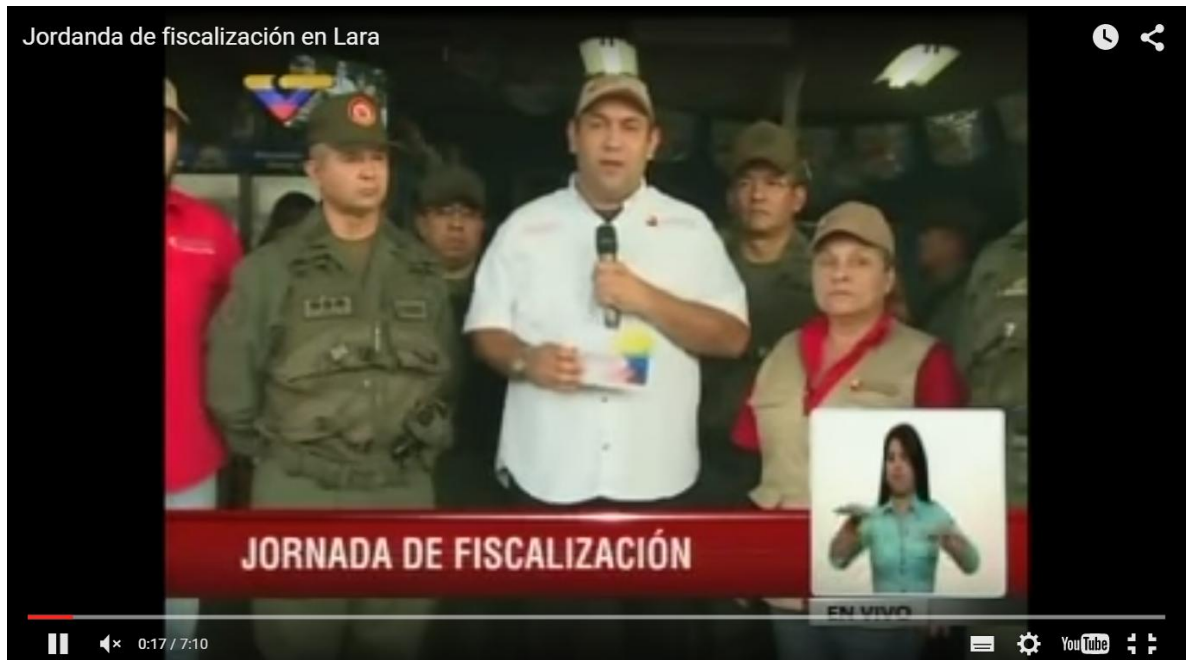 Jordanda de fiscalización en Lara
JORNADA DE FISCALIZACIÓN
EN VIVO
0:17 / 7:10
YouTube